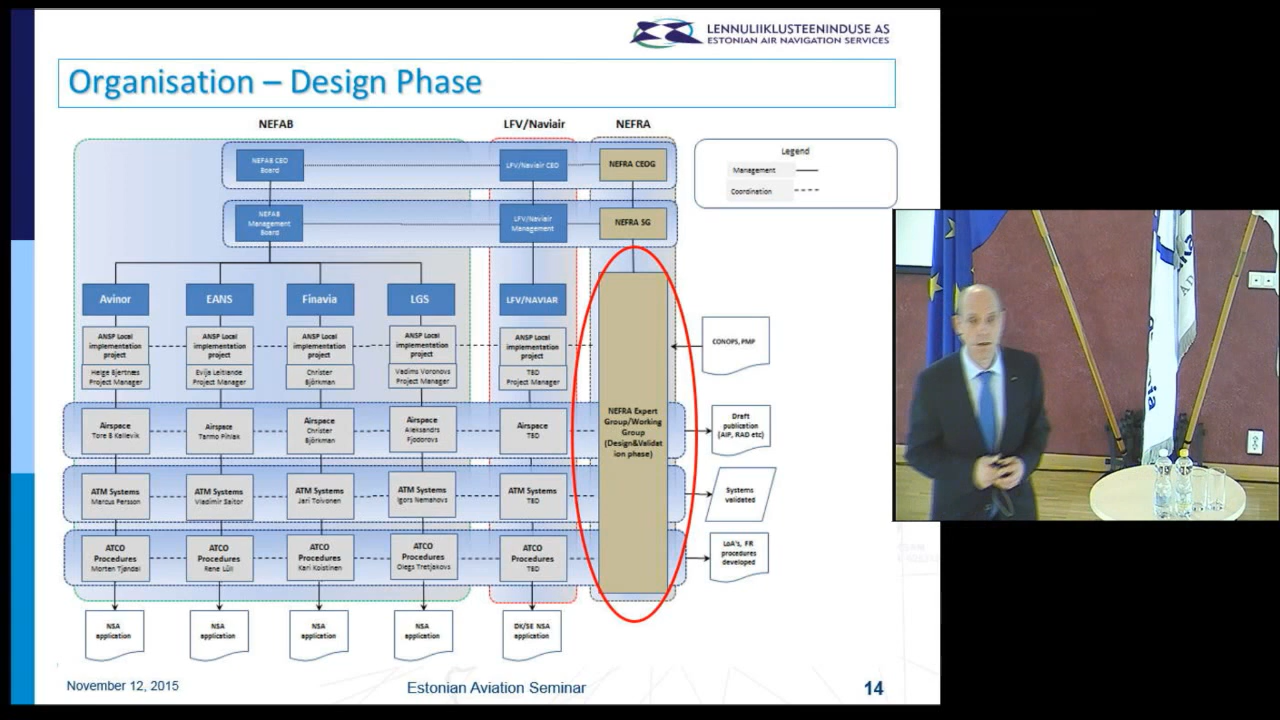 LENNULIIKLUSTEENINDUSE AS
ESTONIAN AIR NAVIGATION SERVICES
Organisation – Design Phase
NEFAB
LFV/Naviair
NEFRA
NEFAB CEO
Board
LFV/Naviair CEO
NEFRA CEOG
NEFAB
Management
Board
LFV/Naviair
Management
NEFRA SG
Legend
Management
Coordination
Avinor
EANS
Finavia
LGS
LFV/NAVIAR
ANSP Local
implementation
project
ANSP Local
implementation
project
ANSP Local
implementation
project
ANSP Local
implementation
project
ANSP Local
implementation
project
Helge Bjertnæs
Project Manager
Evija Leitlande
Project Manager
Christer
Björkman
Vadims Voronovs
Project Manager
TBD
Project Manager
CONOPS, PMP
Airspace
Tore B Kallevik
Airspace
Tarmo Pihlak
Airspace
Christer
Björkman
Airspace
Aleksandrs
Fjodorovs
Airspace
TBD
NEFRA Expert
Group/Working
Group
(Design&Validat
ion phase)
Draft
publication
(AIP, RAD etc)
ATM Systems
Marcus Persson
ATM Systems
Vladimir Saitor
ATM Systems
Jari Toivonen
ATM Systems
Igors Nemahovs
ATM Systems
TBD
Systems
validated
ATCO
Procedures
Morten Tjøndal
ATCO
Procedures
Rene Lüll
ATCO
Procedures
Kari Koistinen
ATCO
Procedures
Olegs Tretjakovs
ATCO
Procedures
TBD
LoA's, FR
procedures
developed
NSA
application
NSA
application
NSA
application
NSA
application
DK/SE NSA
application
November 12, 2015
Estonian Aviation Seminar
14